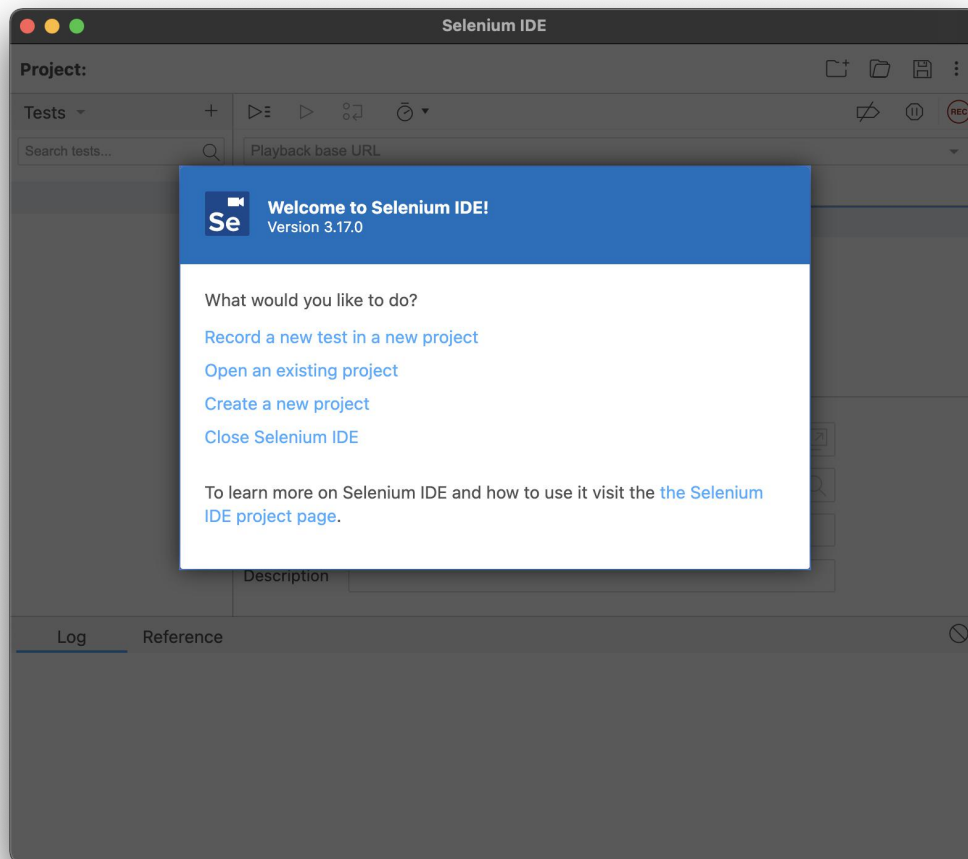 Selenium IDE
Project:
Tests
Search tests...
Playback base URL
REC
Se
Welcome to Selenium IDE!
Version 3.17.0
What would you like to do?
Record a new test in a new project
Open an existing project
Create a new project
Close Selenium IDE
To learn more on Selenium IDE and how to use it visit the the Selenium
IDE project page.
Description
Log
Reference